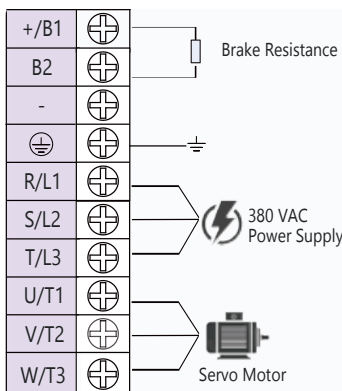 +/B1
B2
-
R/L1
S/L2
T/L3
U/T1
V/T2
W/T3
Brake Resistance
380 VAC
Power Supply
Servo Motor